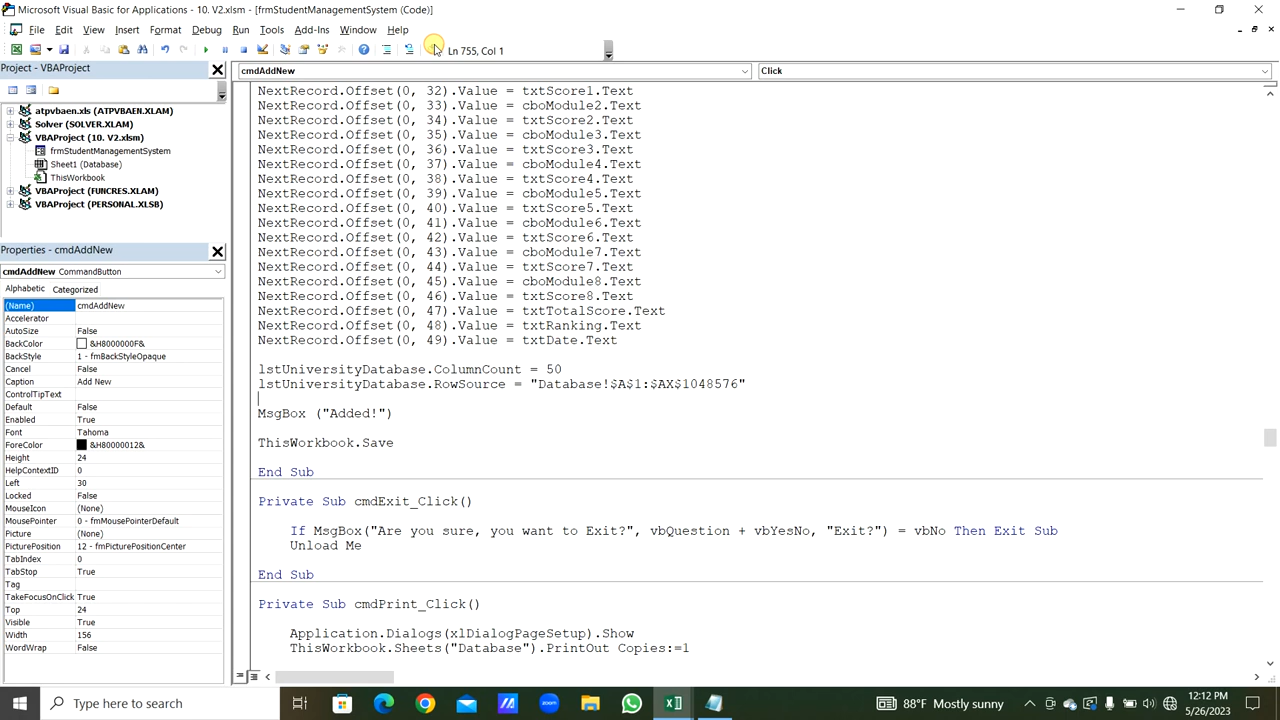 Microsoft Visual Basic for Applications - 10. V2.xlsm - [frmStudentManagementSystem (Code)]
File Edit View Insert Format Debug Run Tools Add-Ins Window Help
Ln 755, Col 1
Project - VBAProject
cmdAddNew
Click
atpvbaen.xls (ATPVBAEN.XLAM)
Solver (SOLVER.XLAM)
VBAProject (10. V2.xlsm)
frmStudentManagementSystem
Sheet1 (Database)
ThisWorkbook
VBAProject (FUNCRES.XLAM)
VBAProject (PERSONAL.XLSB)
Properties - cmdAddNew
cmdAddNew CommandButton
Alphabetic Categorized
(Name) cmdAddNew
Accelerator
AutoSize False
BackColor &H8000000F&
BackStyle 1 - fmBackStyleOpaque
Cancel False
Caption Add New
ControlTipText
Default False
Enabled True
Font Tahoma
ForeColor &H80000012&
Height 24
HelpContextID 0
Left 30
Locked False
MouseIcon (None)
MousePointer 0 - fmMousePointerDefault
Picture (None)
PicturePosition 12 - fmPicturePositionCenter
TabIndex 0
TabStop True
Tag
TakeFocusOnClick True
Top 24
Visible True
Width 156
WordWrap False
NextRecord.Offset(0, 32).Value = txtScore1.Text
NextRecord.Offset(0, 33).Value = cboModule2.Text
NextRecord.Offset(0, 34).Value = txtScore2.Text
NextRecord.Offset(0, 35).Value = cboModule3.Text
NextRecord.Offset(0, 36).Value = txtScore3.Text
NextRecord.Offset(0, 37).Value = cboModule4.Text
NextRecord.Offset(0, 38).Value = txtScore4.Text
NextRecord.Offset(0, 39).Value = cboModule5.Text
NextRecord.Offset(0, 40).Value = txtScore5.Text
NextRecord.Offset(0, 41).Value = cboModule6.Text
NextRecord.Offset(0, 42).Value = txtScore6.Text
NextRecord.Offset(0, 43).Value = cboModule7.Text
NextRecord.Offset(0, 44).Value = txtScore7.Text
NextRecord.Offset(0, 45).Value = cboModule8.Text
NextRecord.Offset(0, 46).Value = txtScore8.Text
NextRecord.Offset(0, 47).Value = txtTotalScore.Text
NextRecord.Offset(0, 48).Value = txtRanking.Text
NextRecord.Offset(0, 49).Value = txtDate.Text
lstUniversityDatabase.ColumnCount = 50
lstUniversityDatabase.RowSource = "Database!$A$1:$AX$1048576"
MsgBox ("Added!")
ThisWorkbook.Save
End Sub
Private Sub cmdExit_Click()
If MsgBox("Are you sure, you want to Exit?", vbQuestion + vbYesNo, "Exit?") = vbNo Then Exit Sub
Unload Me
End Sub
Private Sub cmdPrint_Click()
Application.Dialogs(xlDialogPageSetup).Show
ThisWorkbook.Sheets("Database").PrintOut Copies:=1
Type here to search
zoom
88°F Mostly sunny
12:12 PM
5/26/2023